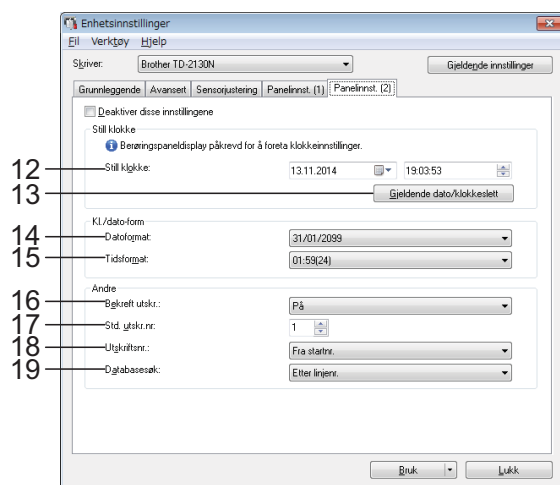 Enhetsinnstillinger
Fil Verktøy Hjelp
Skriver: Brother TD-2130N Gjeldende innstillinger
Grunnleggende Avansert Sensorjustering Panelinnst. (1) Panelinnst. (2)
Deaktiver disse innstillingene
Still klokke
Berøringspaneldisplay påkrevd for å foreta klokkeinnstillinger.
12 Still klokke: 13.11.2014 19:03:53
13 Gjeldende dato/klokkeslett
Kl./dato-form
14 Datoformat: 31/01/2099
15 Tidsformat: 01:59(24)
Andre
16 Bekreft utskr.: På
17 Std. utskr.nr: 1
18 Utskriftsnr.: Fra startnr.
19 Databasesøk: Etter linjenr.
Bruk Lukk